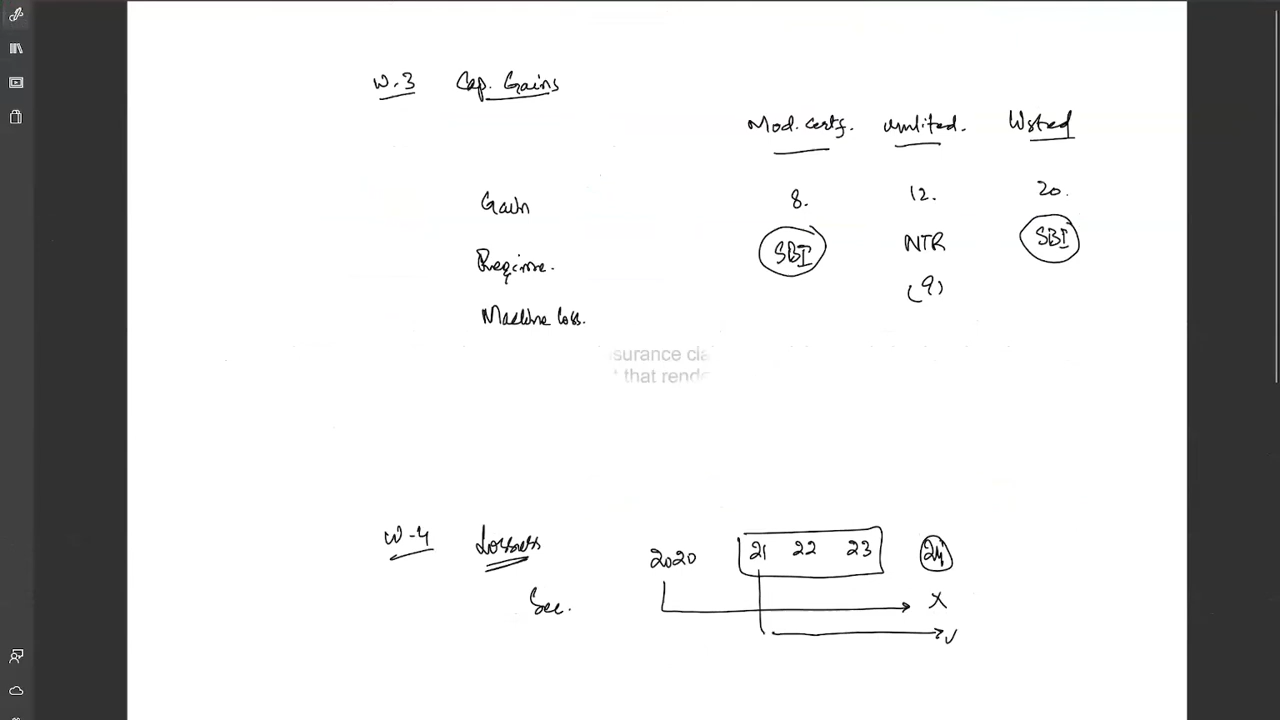 W-3 Cap. Gains
Mod. certs. unlited. Listed
Gain 8. 12. 20.
Regime. SBI NTR SBI
(9)
Machine loss.
surance cla
that rend
W-4 Losses 2020 21 22 23 24
Sec. X
✓